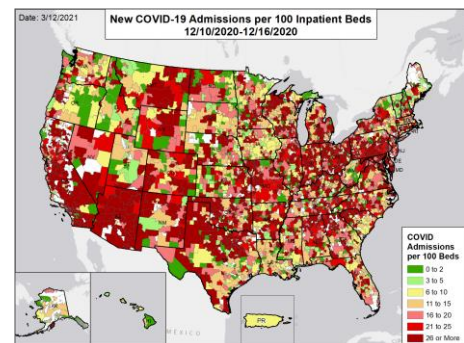 Date: 3/12/2021
New COVID-19 Admissions per 100 Inpatient Beds
12/10/2020-12/16/2020
COVID
Admissions
per 100 Beds
0 to 2
3 to 5
6 to 10
11 to 15
16 to 20
21 to 25
26 or More
PR
MÉXICO